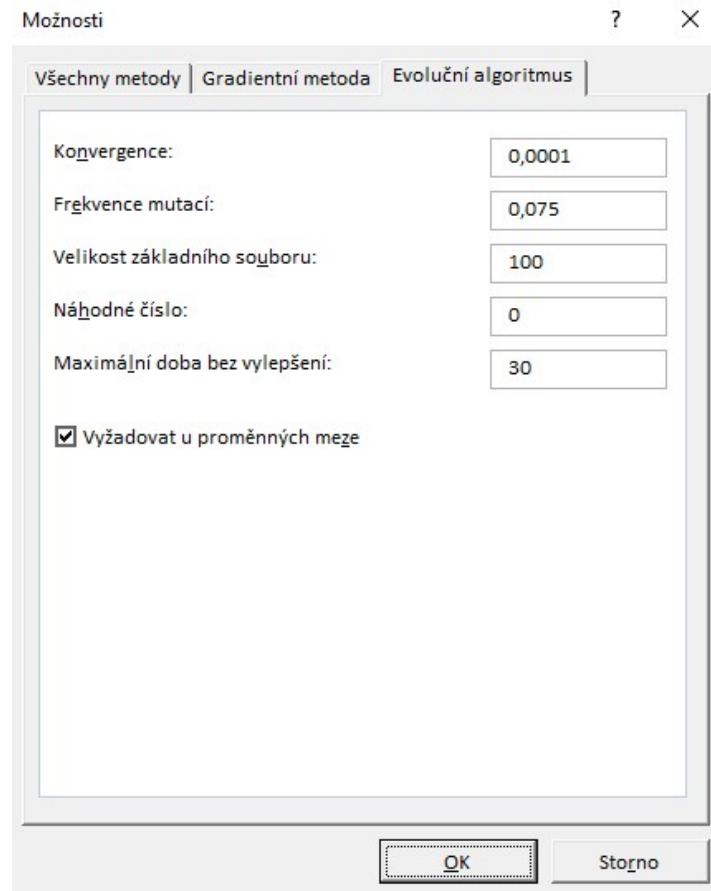 Možnosti ? ×
Všechny metody Gradientní metoda Evoluční algoritmus
Konvergence: 0,0001
Frekvence mutací: 0,075
Velikost základního souboru: 100
Náhodné číslo: 0
Maximální doba bez vylepšení: 30
Vyžadovat u proměnných meze
OK Storno